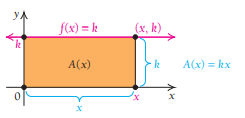 y
f(x) = k
(x, k)
k
A(x)
k
A(x) = kx
0
x
x
x